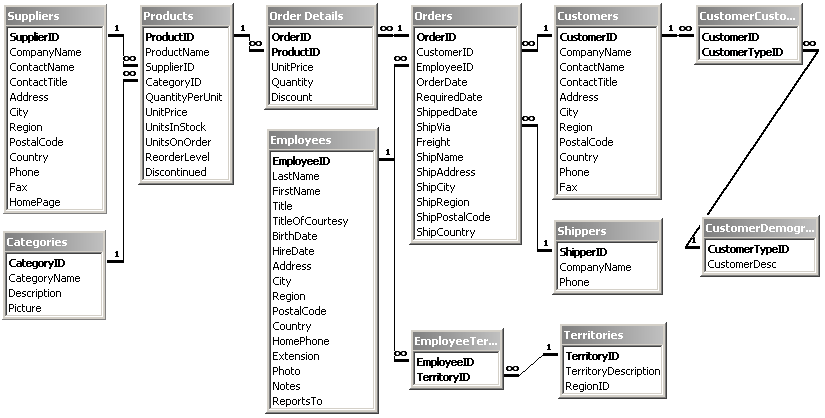 Suppliers
SupplierID
CompanyName
ContactName
ContactTitle
Address
City
Region
PostalCode
Country
Phone
Fax
HomePage
Categories
CategoryID
CategoryName
Description
Picture
Products
ProductID
ProductName
SupplierID
CategoryID
QuantityPerUnit
UnitPrice
UnitsInStock
UnitsOnOrder
ReorderLevel
Discontinued
Order Details
OrderID
ProductID
UnitPrice
Quantity
Discount
Employees
EmployeeID
LastName
FirstName
Title
TitleOfCourtesy
BirthDate
HireDate
Address
City
Region
PostalCode
Country
HomePhone
Extension
Photo
Notes
ReportsTo
Orders
OrderID
CustomerID
EmployeeID
OrderDate
RequiredDate
ShippedDate
ShipVia
Freight
ShipName
ShipAddress
ShipCity
ShipRegion
ShipPostalCode
ShipCountry
EmployeeTer...
EmployeeID
TerritoryID
Customers
CustomerID
CompanyName
ContactName
ContactTitle
Address
City
Region
PostalCode
Country
Phone
Fax
Shippers
ShipperID
CompanyName
Phone
Territories
TerritoryID
TerritoryDescription
RegionID
CustomerCusto...
CustomerID
CustomerTypeID
CustomerDemogr...
CustomerTypeID
CustomerDesc
1
∞
1
∞
1
∞
1
∞
1
∞
1
∞
1
∞
1
∞
1
∞
1
∞
∞
1